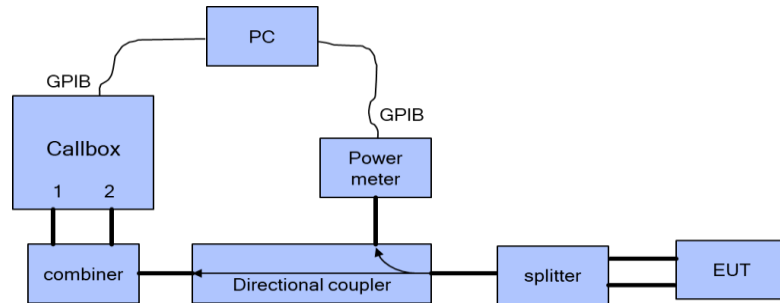 PC
GPIB
GPIB
Callbox
1 2
Power
meter
combiner
Directional coupler
splitter
EUT